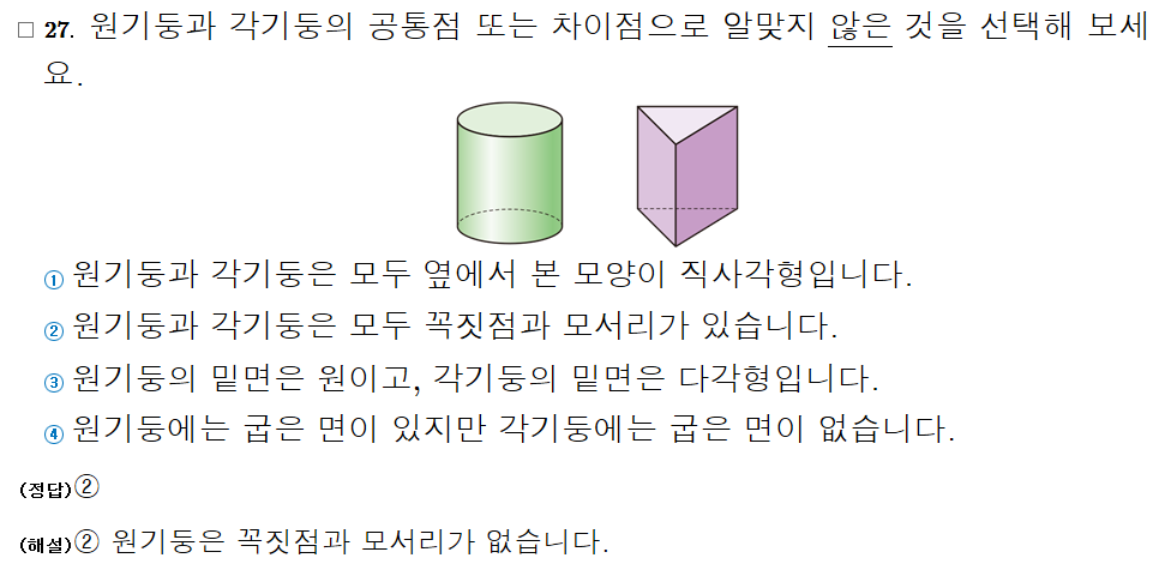 □ 27. 원기둥과 각기둥의 공통점 또는 차이점으로 알맞지 않은 것을 선택해 보세
요.
① 원기둥과 각기둥은 모두 옆에서 본 모양이 직사각형입니다.
② 원기둥과 각기둥은 모두 꼭짓점과 모서리가 있습니다.
③ 원기둥의 밑면은 원이고, 각기둥의 밑면은 다각형입니다.
④ 원기둥에는 굽은 면이 있지만 각기둥에는 굽은 면이 없습니다.
(정답)②
(해설)② 원기둥은 꼭짓점과 모서리가 없습니다.